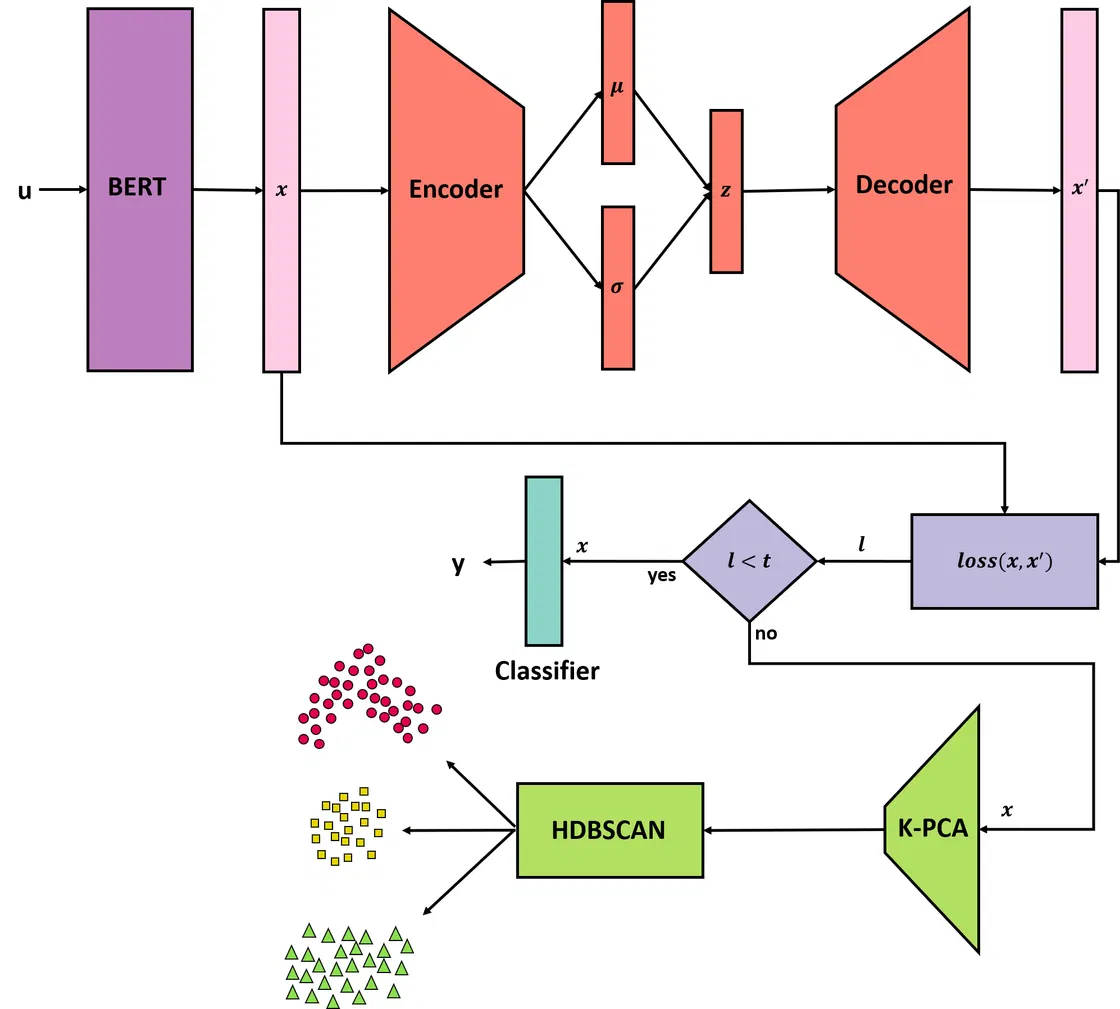 u
BERT
x
Encoder
μ
σ
z
Decoder
x′
loss(x, x′)
l
l < t
yes
no
x
Classifier
y
x
K-PCA
HDBSCAN